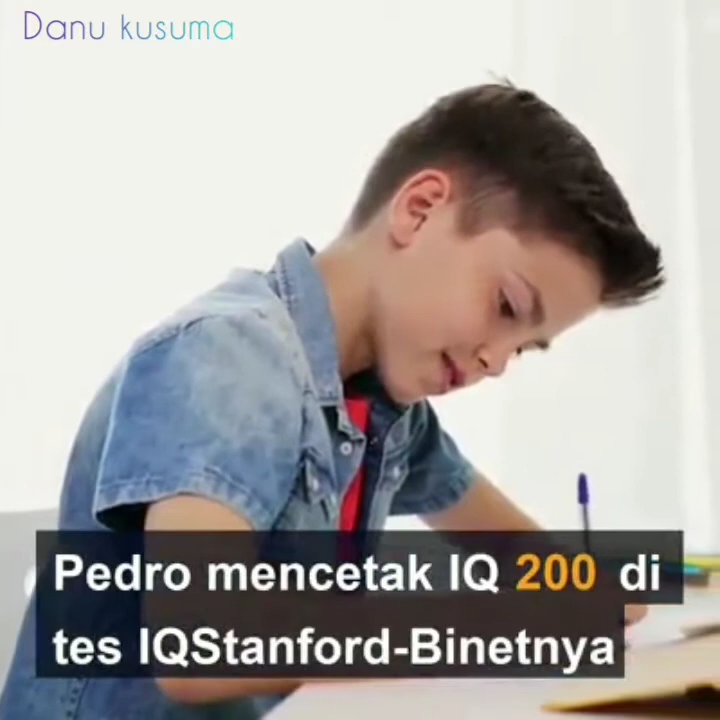 Danu kusuma
Pedro mencetak IQ 200 di
tes IQStanford-Binetnya